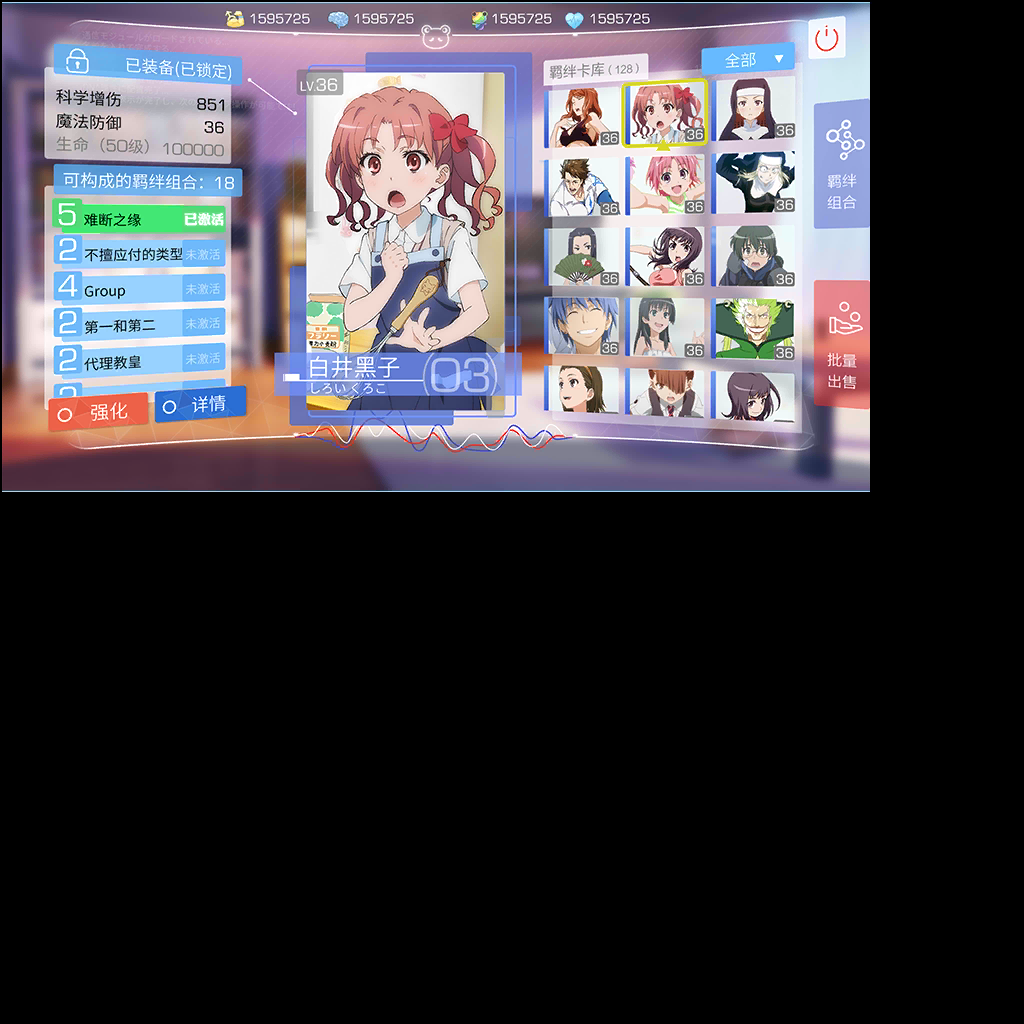 1595725
1595725
1595725
1595725
已装备(已锁定)
科学增伤 851
魔法防御 36
生命（50级）100000
可构成的羁绊组合：18
5 难断之缘 已激活
2 不擅应付的类型 未激活
4 Group 未激活
2 第一和第二 未激活
2 代理教皇 未激活
强化
详情
LV.36
白井黑子
しろい くろこ
03
羁绊卡库（128）
全部
36
36
36
36
36
36
36
36
36
36
36
36
羁绊
组合
批量
出售